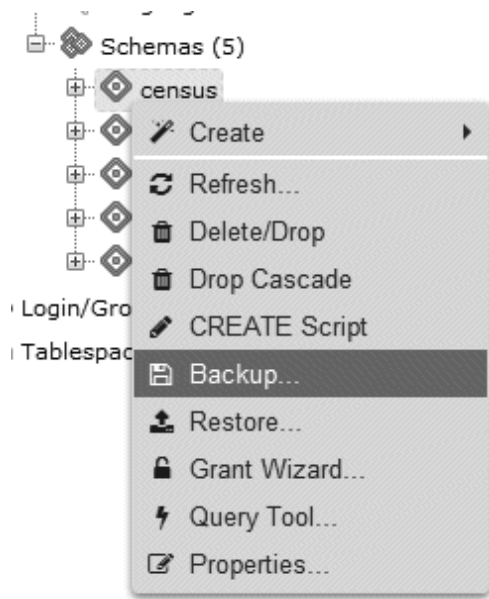 Schemas (5)
census
Create
Refresh...
Delete/Drop
Drop Cascade
Login/Gro
CREATE Script
Tablespac
Backup...
Restore...
Grant Wizard...
Query Tool...
Properties...